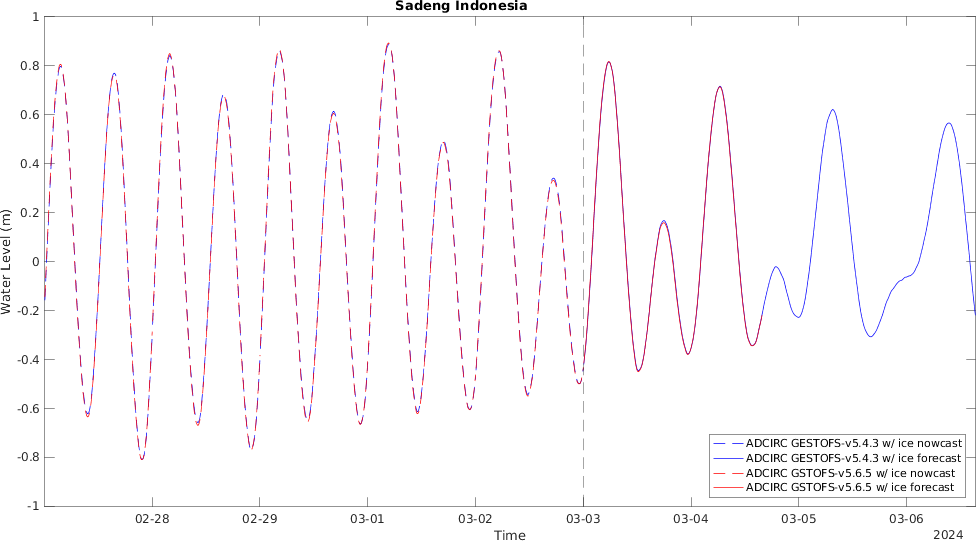 Sadeng Indonesia
1
0.8
0.6
0.4
0.2
0
-0.2
-0.4
-0.6
-0.8
-1
Water Level (m)
02-28
02-29
03-01
03-02
03-03
03-04
03-05
03-06
Time
2024
ADCIRC GESTOFS-v5.4.3 w/ ice nowcast
ADCIRC GESTOFS-v5.4.3 w/ ice forecast
ADCIRC GSTOFS-v5.6.5 w/ ice nowcast
ADCIRC GSTOFS-v5.6.5 w/ ice forecast